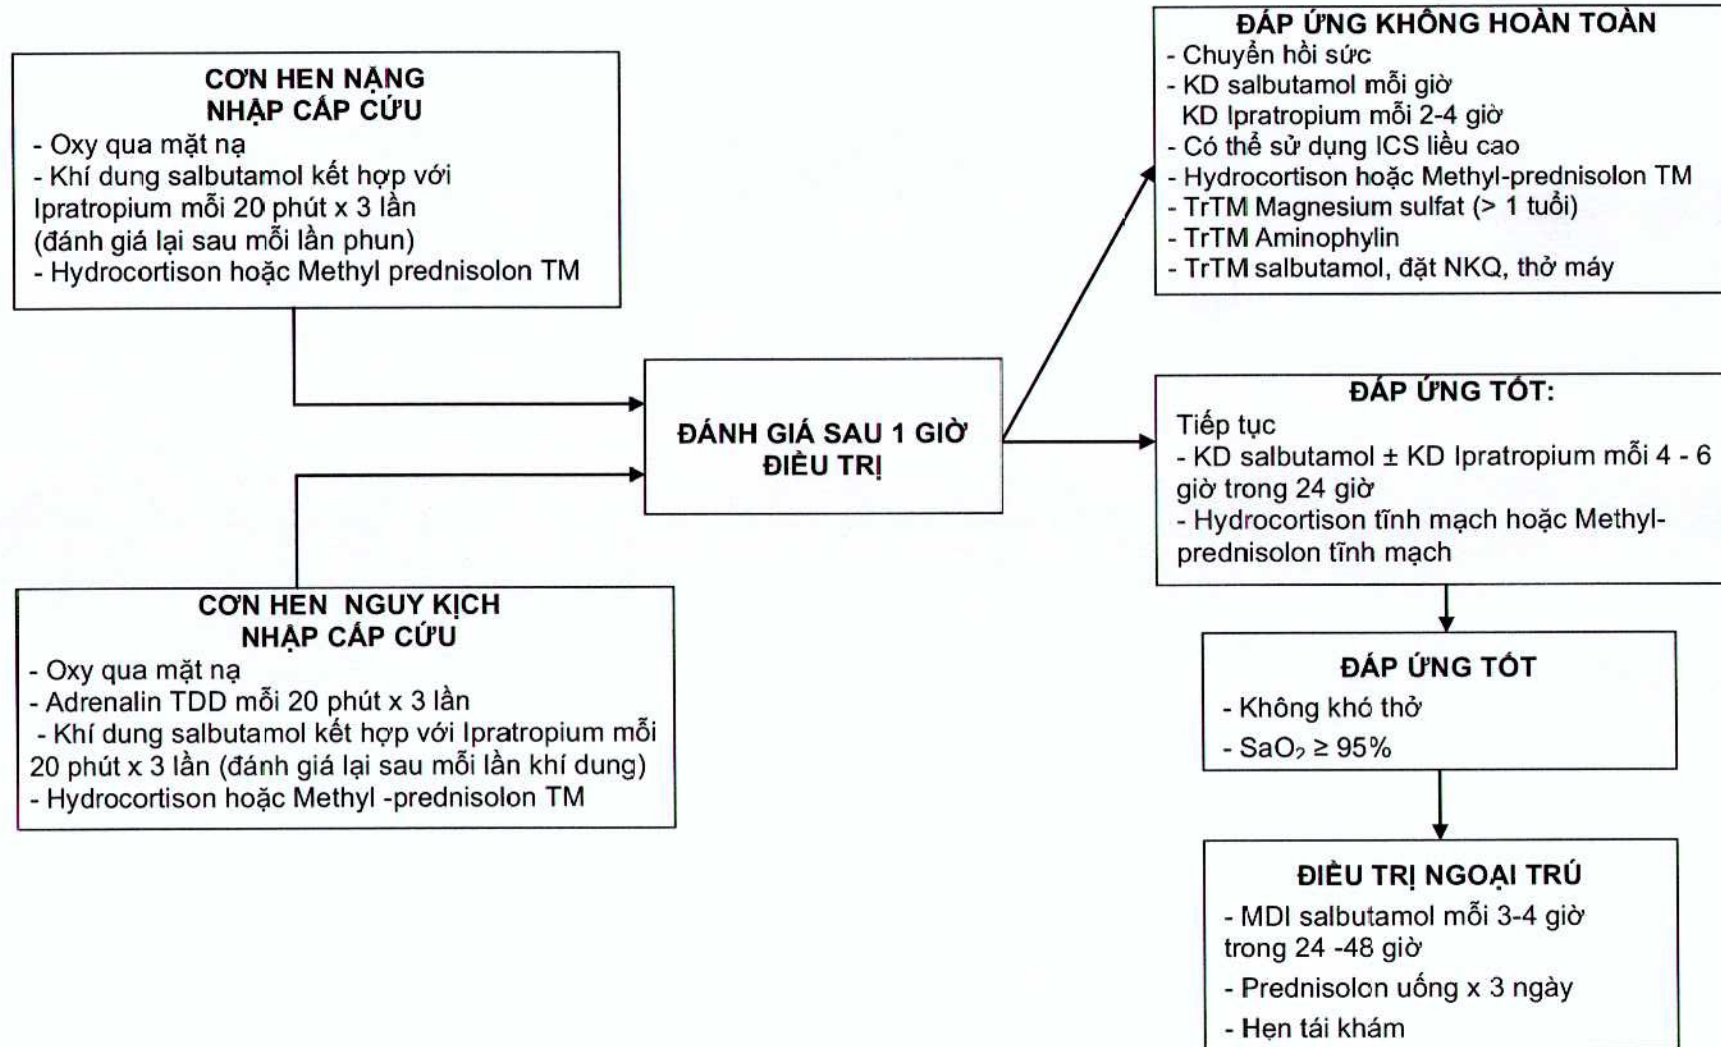 CƠN HEN NẶNG
NHẬP CẤP CỨU
- Oxy qua mặt nạ
- Khí dung salbutamol kết hợp với
Ipratropium mỗi 20 phút x 3 lần
(đánh giá lại sau mỗi lần phun)
- Hydrocortison hoặc Methyl prednisolon TM
CƠN HEN NGUY KỊCH
NHẬP CẤP CỨU
- Oxy qua mặt nạ
- Adrenalin TDD mỗi 20 phút x 3 lần
- Khí dung salbutamol kết hợp với Ipratropium mỗi
20 phút x 3 lần (đánh giá lại sau mỗi lần khí dung)
- Hydrocortison hoặc Methyl -prednisolon TM
ĐÁNH GIÁ SAU 1 GIỜ
ĐIỀU TRỊ
ĐÁP ỨNG KHÔNG HOÀN TOÀN
- Chuyển hồi sức
- KD salbutamol mỗi giờ
KD Ipratropium mỗi 2-4 giờ
- Có thể sử dụng ICS liều cao
- Hydrocortison hoặc Methyl-prednisolon TM
- TrTM Magnesium sulfat (> 1 tuổi)
- TrTM Aminophylin
- TrTM salbutamol, đặt NKQ, thở máy
ĐÁP ỨNG TỐT:
Tiếp tục
- KD salbutamol ± KD Ipratropium mỗi 4 - 6
giờ trong 24 giờ
- Hydrocortison tĩnh mạch hoặc Methyl-
prednisolon tĩnh mạch
ĐÁP ỨNG TỐT
- Không khó thở
- SaO₂ ≥ 95%
ĐIỀU TRỊ NGOẠI TRÚ
- MDI salbutamol mỗi 3-4 giờ
trong 24 -48 giờ
- Prednisolon uống x 3 ngày
- Hẹn tái khám